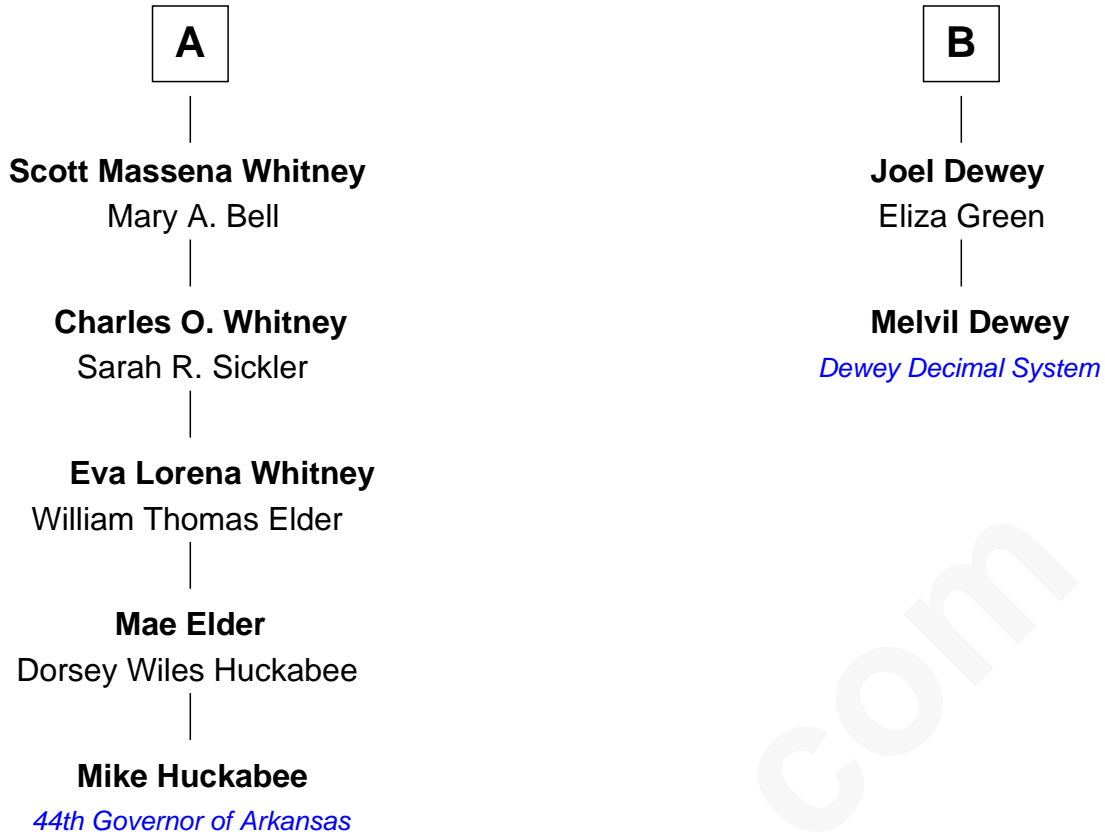 A
Scott Massena Whitney
Mary A. Bell
Charles O. Whitney
Sarah R. Sickler
Eva Lorena Whitney
William Thomas Elder
Mae Elder
Dorsey Wiles Huckabee
Mike Huckabee
44th Governor of Arkansas
B
Joel Dewey
Eliza Green
Melvil Dewey
Dewey Decimal System
com